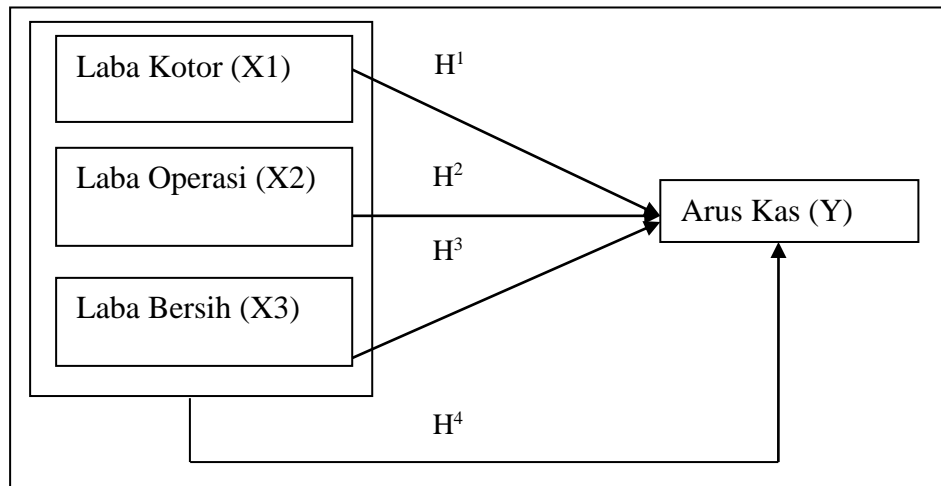 Laba Kotor (X1)
H¹
Laba Operasi (X2)
H²
Arus Kas (Y)
H³
Laba Bersih (X3)
H⁴